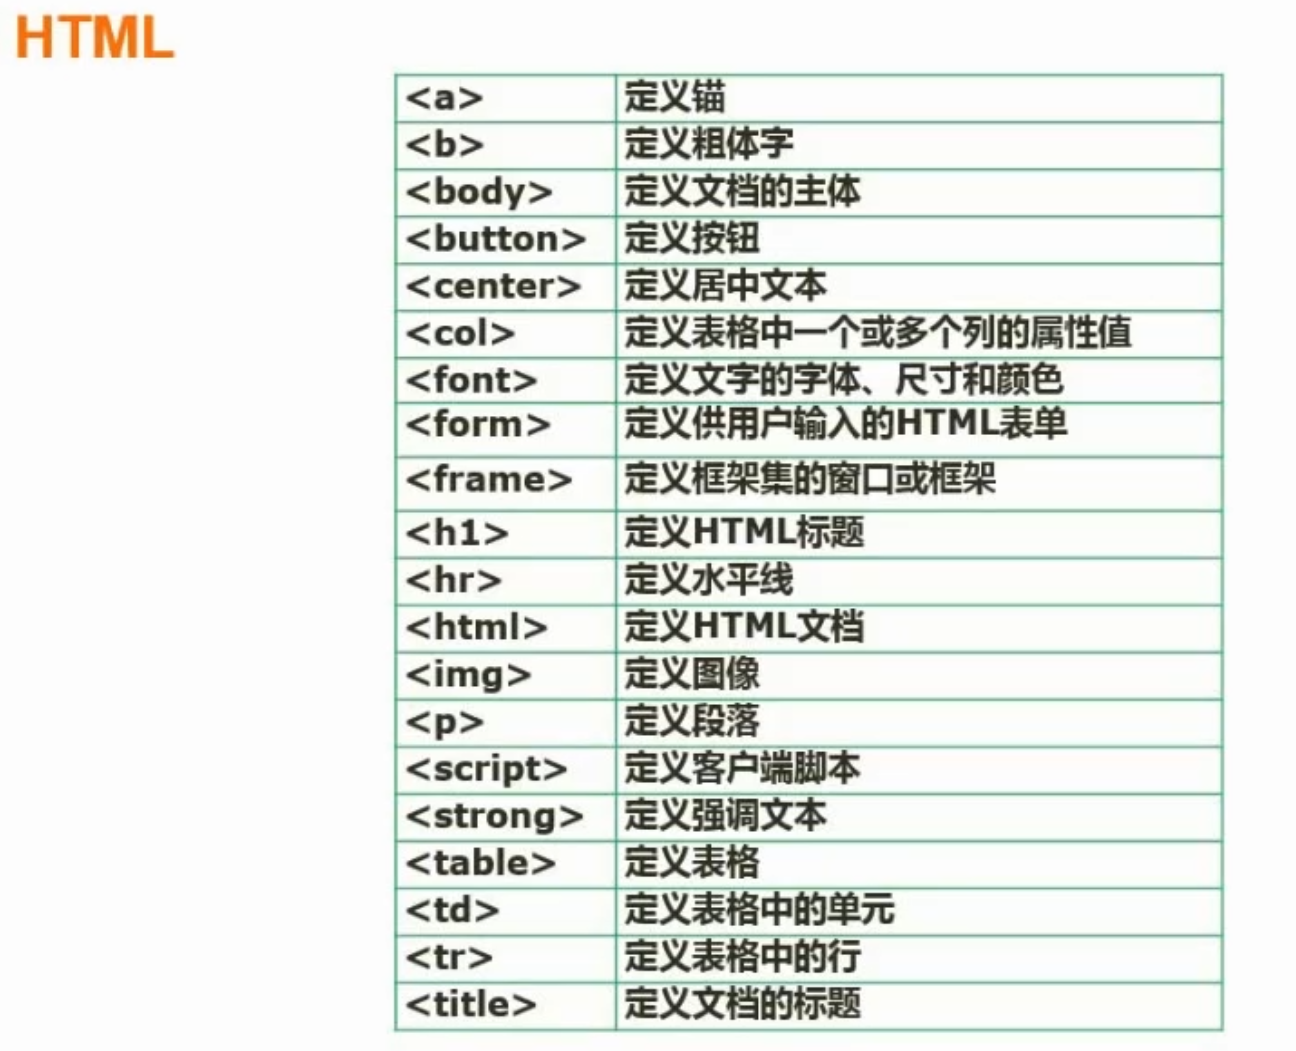 HTML
<a> 定义锚
<b> 定义粗体字
<body> 定义文档的主体
<button> 定义按钮
<center> 定义居中文本
<col> 定义表格中一个或多个列的属性值
<font> 定义文字的字体、尺寸和颜色
<form> 定义供用户输入的HTML表单
<frame> 定义框架集的窗口或框架
<h1> 定义HTML标题
<hr> 定义水平线
<html> 定义HTML文档
<img> 定义图像
<p> 定义段落
<script> 定义客户端脚本
<strong> 定义强调文本
<table> 定义表格
<td> 定义表格中的单元
<tr> 定义表格中的行
<title> 定义文档的标题